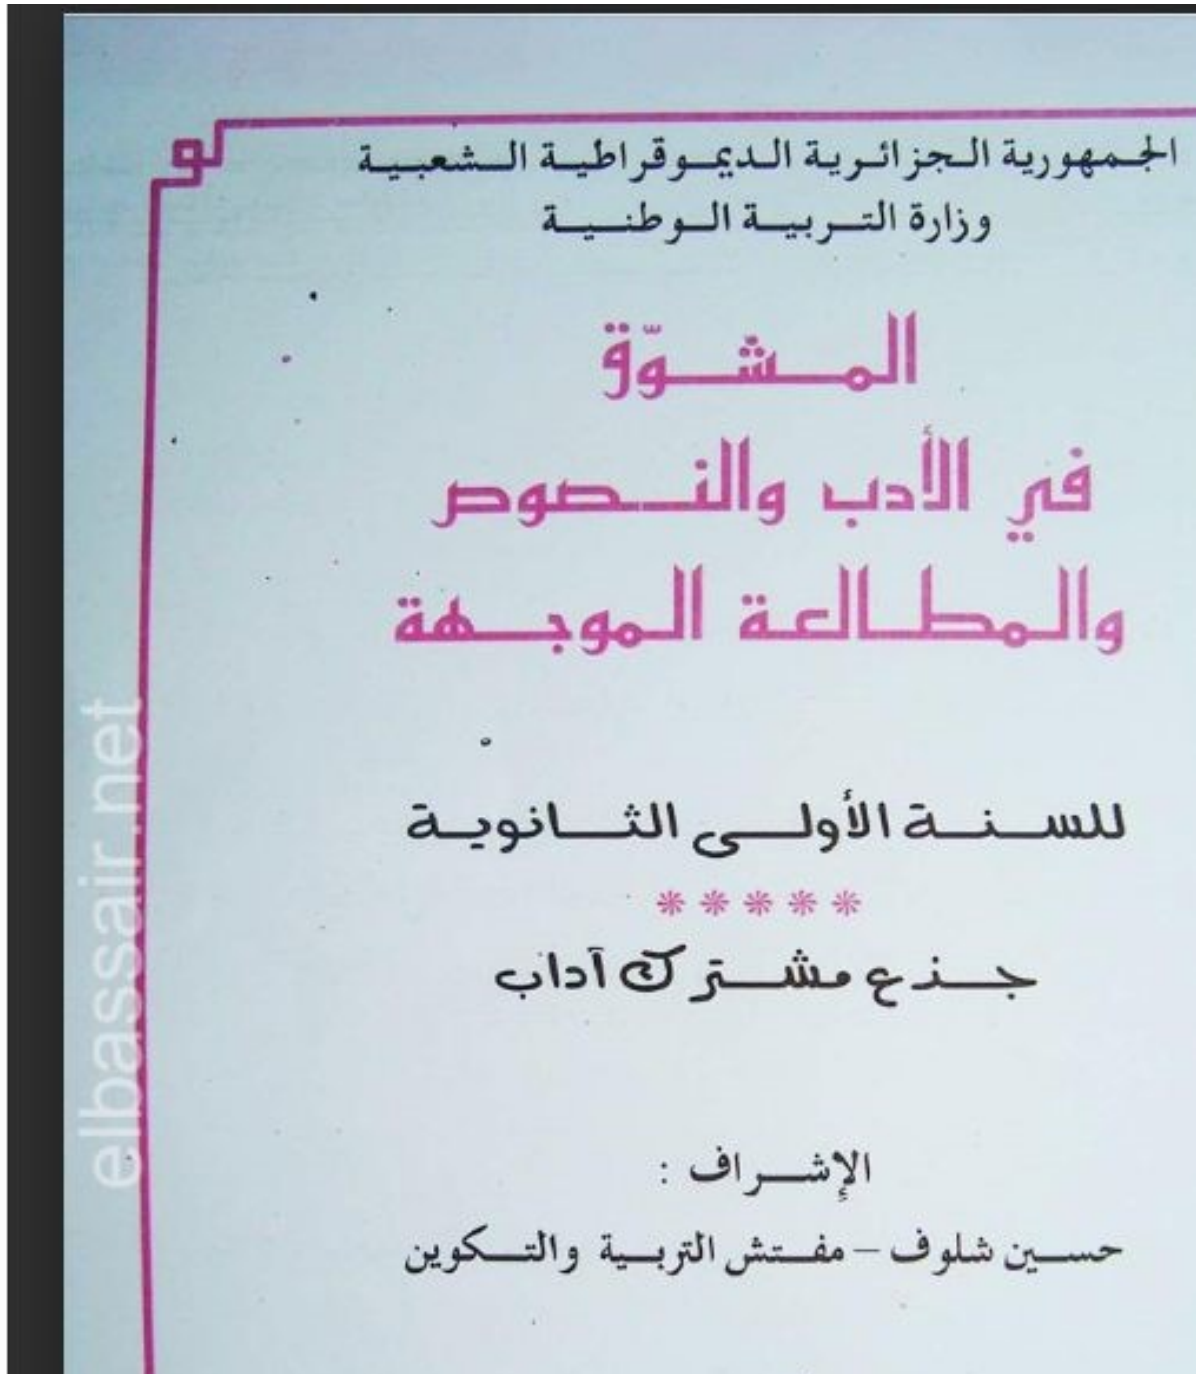 الجمهورية الجزائرية الديموقراطية الشعبية
وزارة التربية الوطنية
المشوّق
في الأدب والنصوص
والمطالعة الموجهة
للسنة الأولى الثانوية
جذع مشترك آداب
الإشراف :
حسين شلوف – مفتش التربية والتكوين
elbassair.net